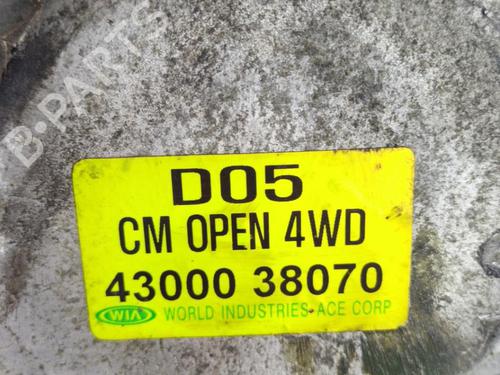 B-PARTS
D05
CM OPEN 4WD
43000 38070
WIA WORLD INDUSTRIES-ACE CORP